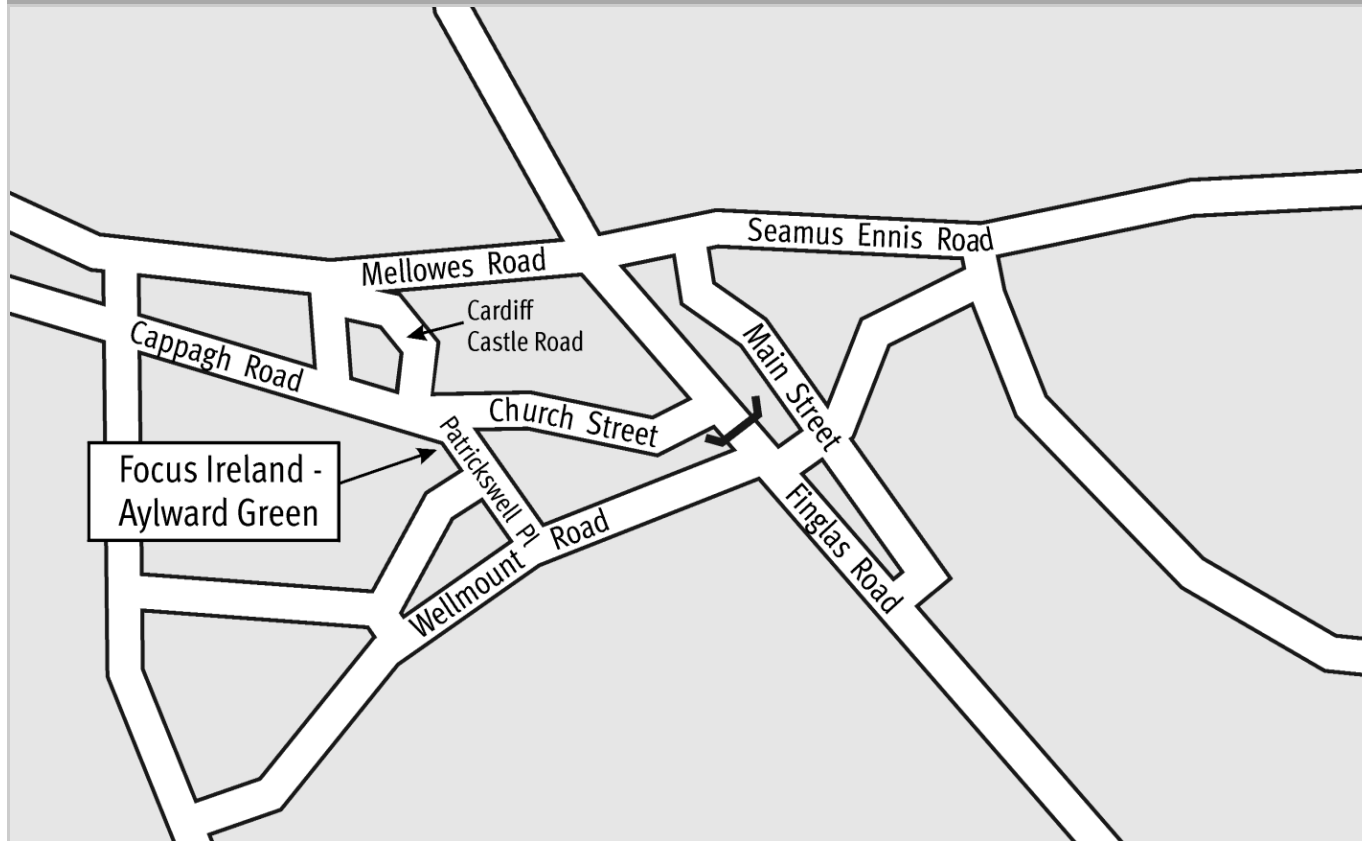 Seamus Ennis Road
Mellowes Road
Cardiff
Castle Road
Cappagh Road
Main Street
Church Street
Patrickswell Pl
Focus Ireland -
Aylward Green
Wellmount Road
Finglas Road